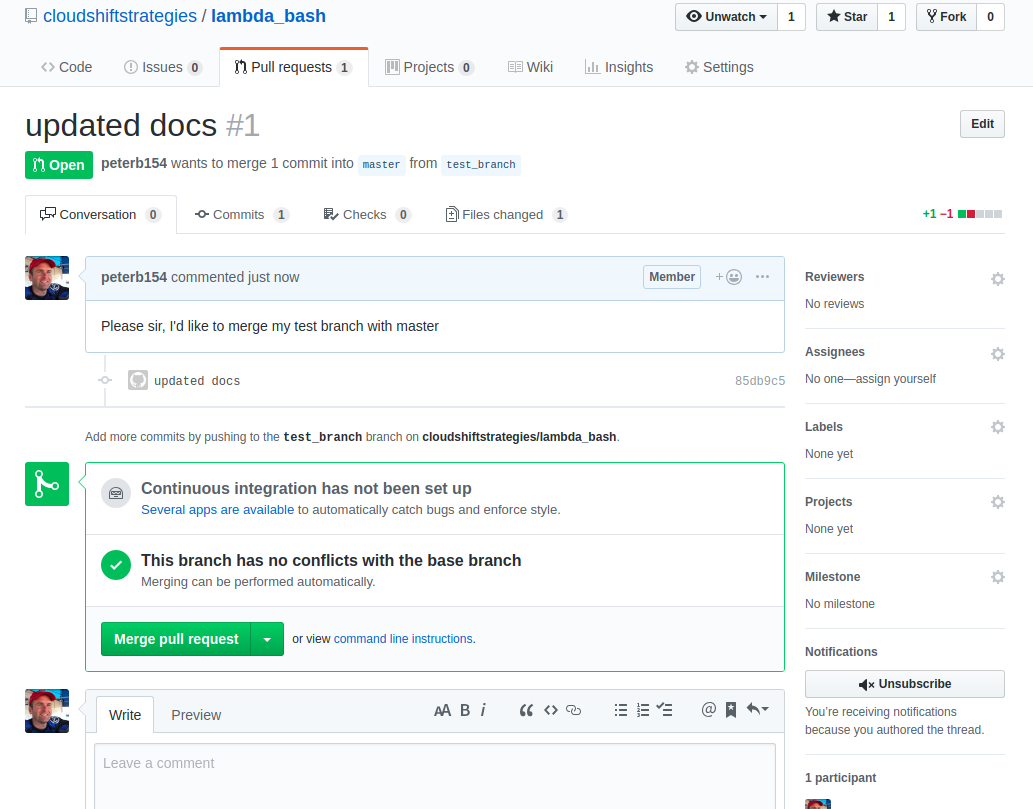 cloudshiftstrategies / lambda_bash
Unwatch 1 Star 1 Fork 0
Code Issues 0 Pull requests 1 Projects 0 Wiki Insights Settings
updated docs #1
Edit
Open peterb154 wants to merge 1 commit into master from test_branch
Conversation 0 Commits 1 Checks 0 Files changed 1 +1 −1
peterb154 commented just now Member
Please sir, I'd like to merge my test branch with master
updated docs 85db9c5
Add more commits by pushing to the test_branch branch on cloudshiftstrategies/lambda_bash.
Continuous integration has not been set up
Several apps are available to automatically catch bugs and enforce style.
This branch has no conflicts with the base branch
Merging can be performed automatically.
Merge pull request or view command line instructions.
Write Preview
Leave a comment
Reviewers
No reviews
Assignees
No one—assign yourself
Labels
None yet
Projects
None yet
Milestone
No milestone
Notifications
Unsubscribe
You're receiving notifications
because you authored the thread.
1 participant